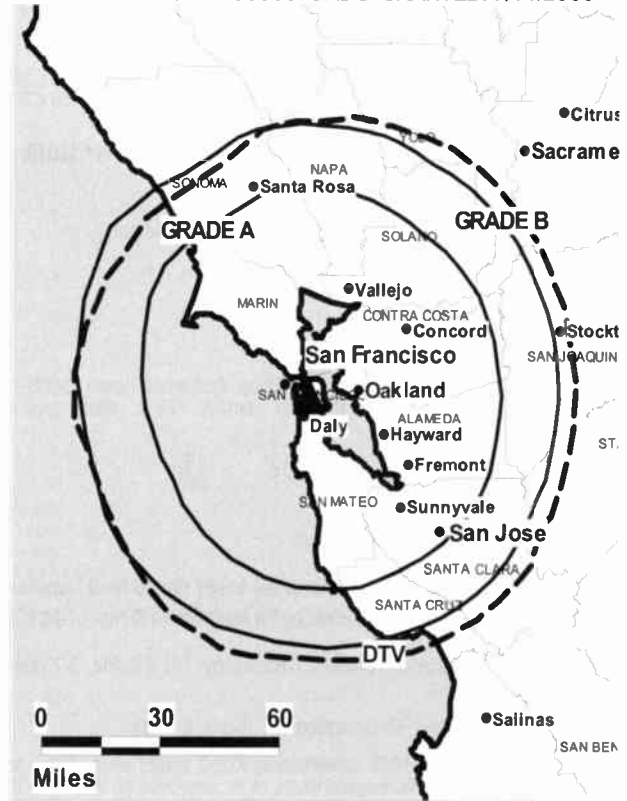 Citrus
YOLO
Sacrame
NAPA
SONOMA
Santa Rosa
GRADE B
GRADE A
SOLANO
Vallejo
MARIN
CONTRA COSTA
Concord
Stockt
San Francisco
SAN JOAQUIN
Oakland
SAN
Daly
ALAMEDA
Hayward
ST.
Fremont
SAN MATEO
Sunnyvale
San Jose
SANTA CLARA
SANTA CRUZ
DTV
0 30 60
Salinas
SAN BEN
Miles